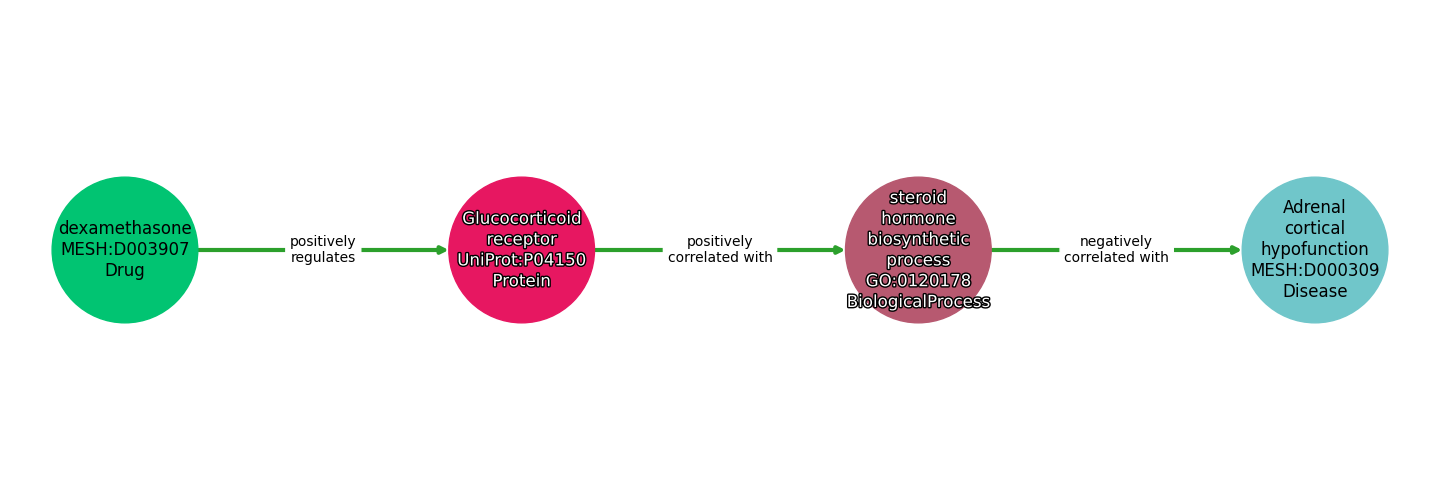 dexamethasone
MESH:D003907
Drug
positively
regulates
Glucocorticoid
receptor
UniProt:P04150
Protein
positively
correlated with
steroid
hormone
biosynthetic
process
GO:0120178
BiologicalProcess
negatively
correlated with
Adrenal
cortical
hypofunction
MESH:D000309
Disease